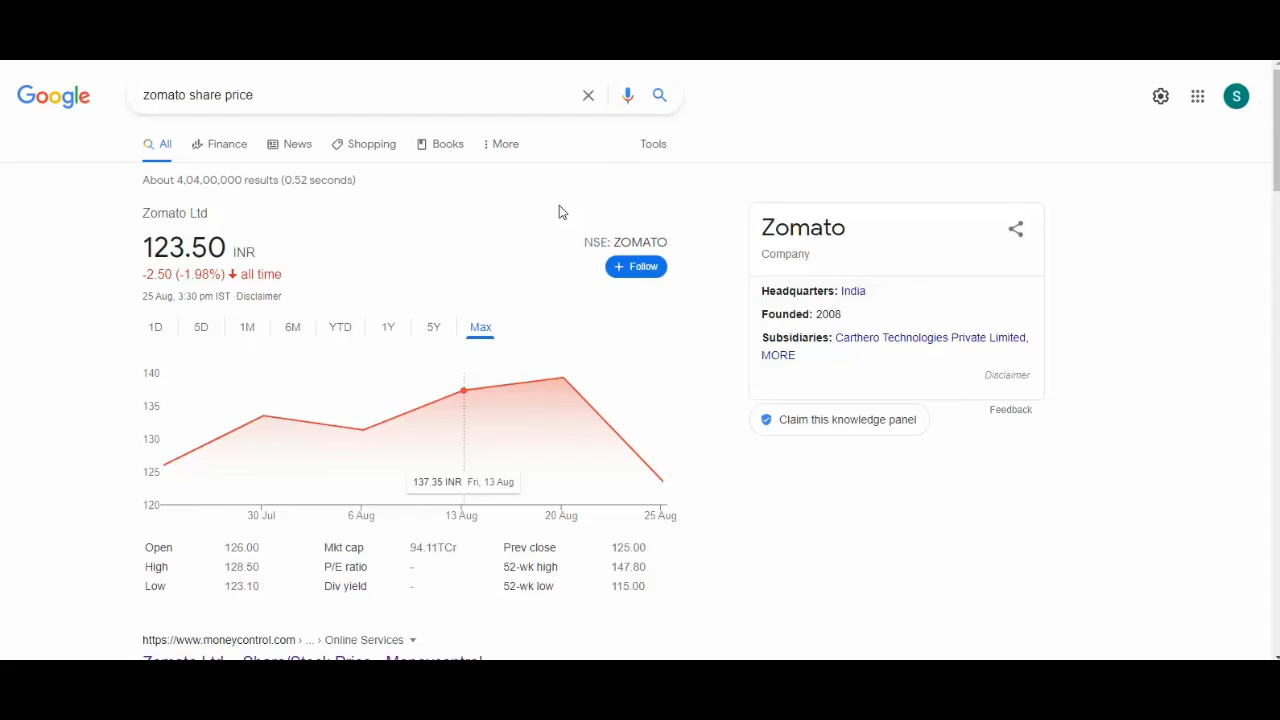 Google
zomato share price
All Finance News Shopping Books More Tools
About 4,04,00,000 results (0.52 seconds)
Zomato Ltd
123.50 INR
NSE: ZOMATO
-2.50 (-1.98%) all time
+ Follow
25 Aug, 3:30 pm IST · Disclaimer
1D 5D 1M 6M YTD 1Y 5Y Max
140
135
130
125
120
137.35 INR Fri, 13 Aug
30 Jul 6 Aug 13 Aug 20 Aug 25 Aug
Open 126.00 Mkt cap 94.11TCr Prev close 125.00
High 128.50 P/E ratio - 52-wk high 147.80
Low 123.10 Div yield - 52-wk low 115.00
https://www.moneycontrol.com › ... › Online Services
Zomato Ltd. - Share/Stock Price - Moneycontrol
S
Zomato
Company
Headquarters: India
Founded: 2008
Subsidiaries: Carthero Technologies Private Limited,
MORE
Disclaimer
Feedback
Claim this knowledge panel